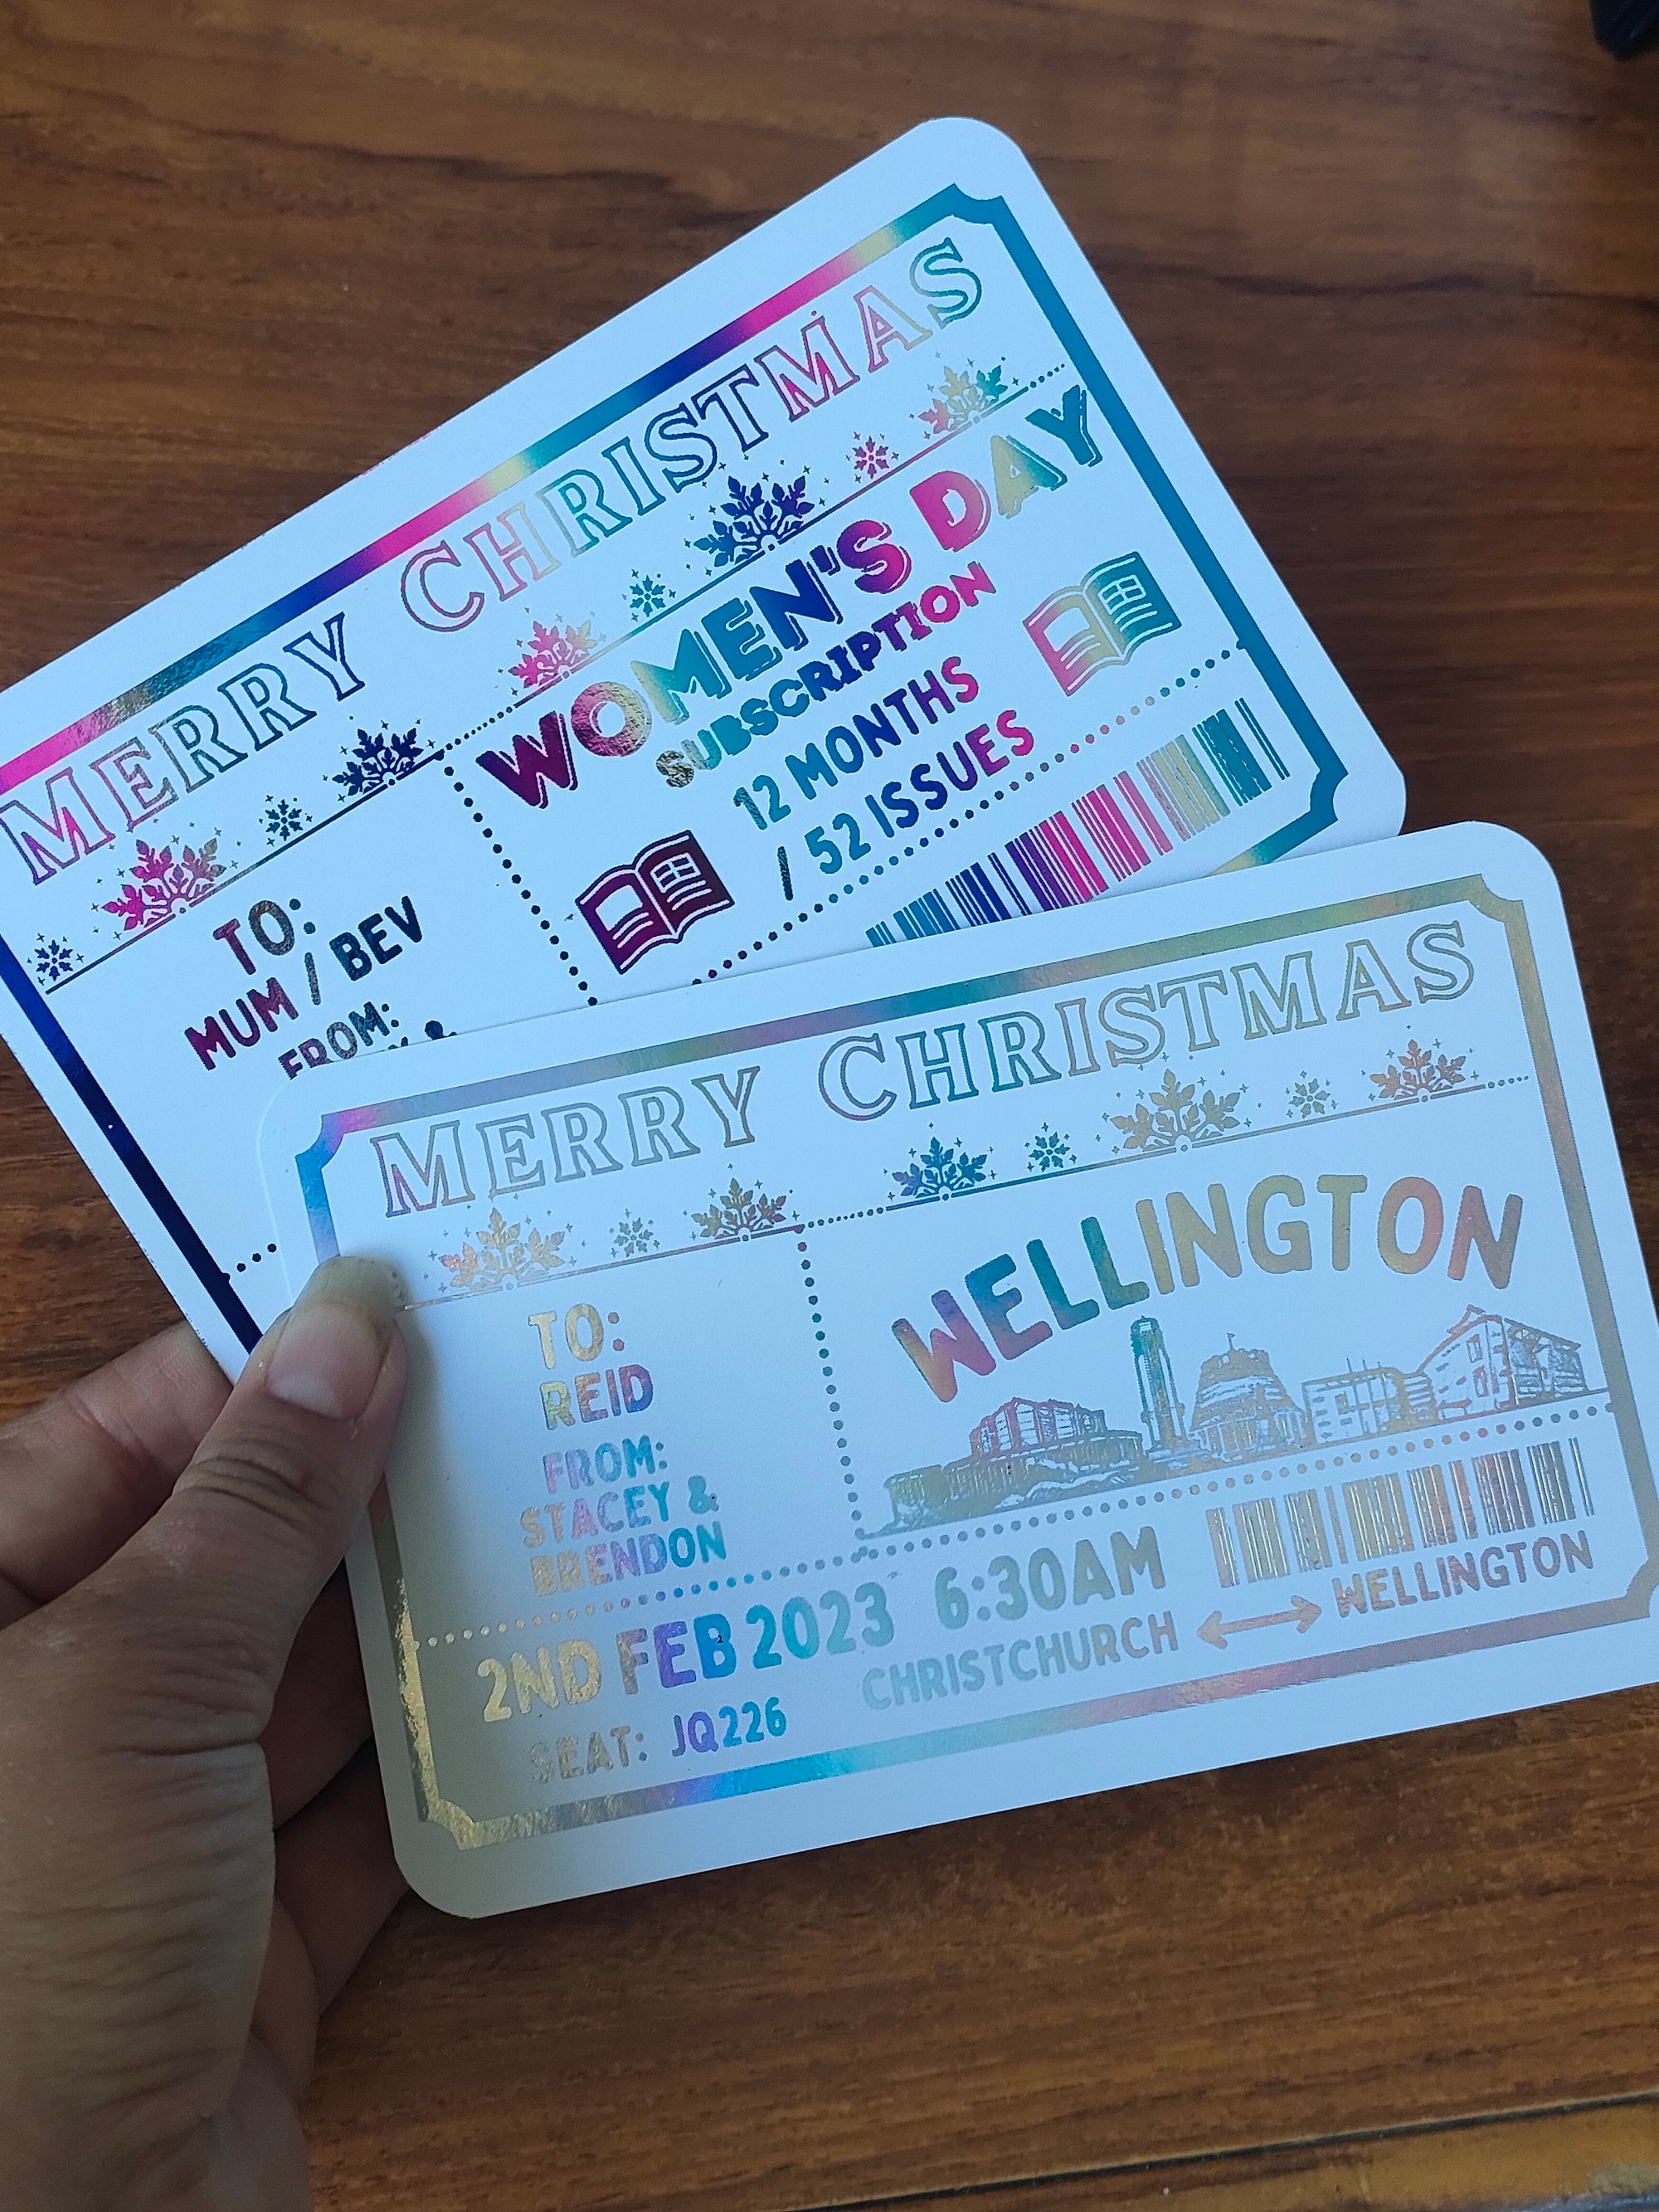 MERRY CHRISTMAS
WOMEN'S DAY
SUBSCRIPTION
12 MONTHS
/ 52 ISSUES
TO:
MUM / BEV
FROM:
&
MERRY CHRISTMAS
WELLINGTON
TO:
REID
FROM:
STACEY &
BRENDON
2ND FEB 2023 6:30AM
SEAT: JQ226
CHRISTCHURCH ⟷ WELLINGTON